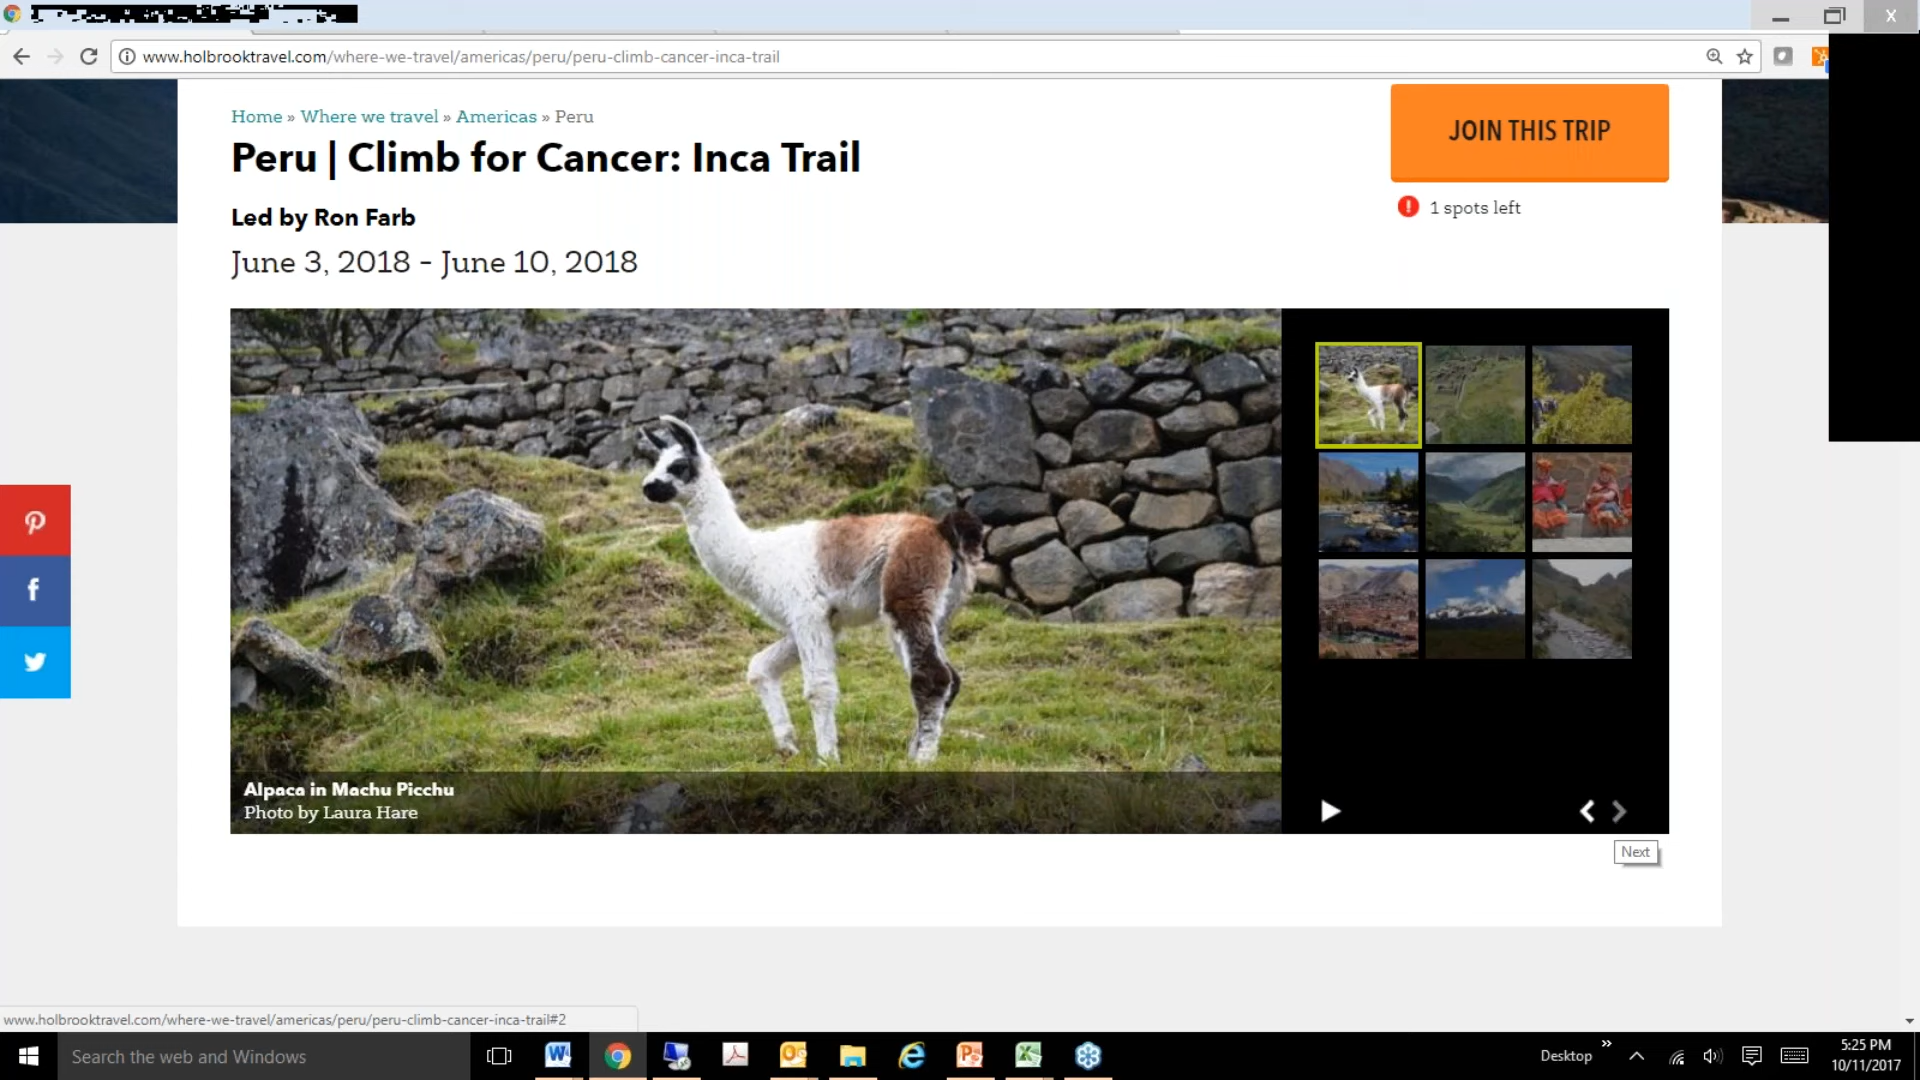 www.holbrooktravel.com/where-we-travel/americas/peru/peru-climb-cancer-inca-trail
Home » Where we travel » Americas » Peru
Peru | Climb for Cancer: Inca Trail
JOIN THIS TRIP
1 spots left
Led by Ron Farb
June 3, 2018 - June 10, 2018
Alpaca in Machu Picchu
Photo by Laura Hare
Next
www.holbrooktravel.com/where-we-travel/americas/peru/peru-climb-cancer-inca-trail#2
Search the web and Windows
Desktop
5:25 PM
10/11/2017